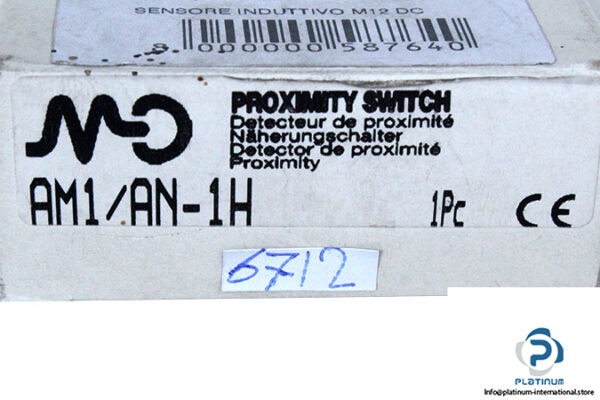 SENSORE INDUTTIVO M12 DC
8 000000 587640
MD
PROXIMITY SWITCH
Detecteur de proximité
Näherungschalter
Detector de proximité
Proximity
AM1/AN-1H
1Pc
CE
6712
PLATINUM
Info@platinum-international.store